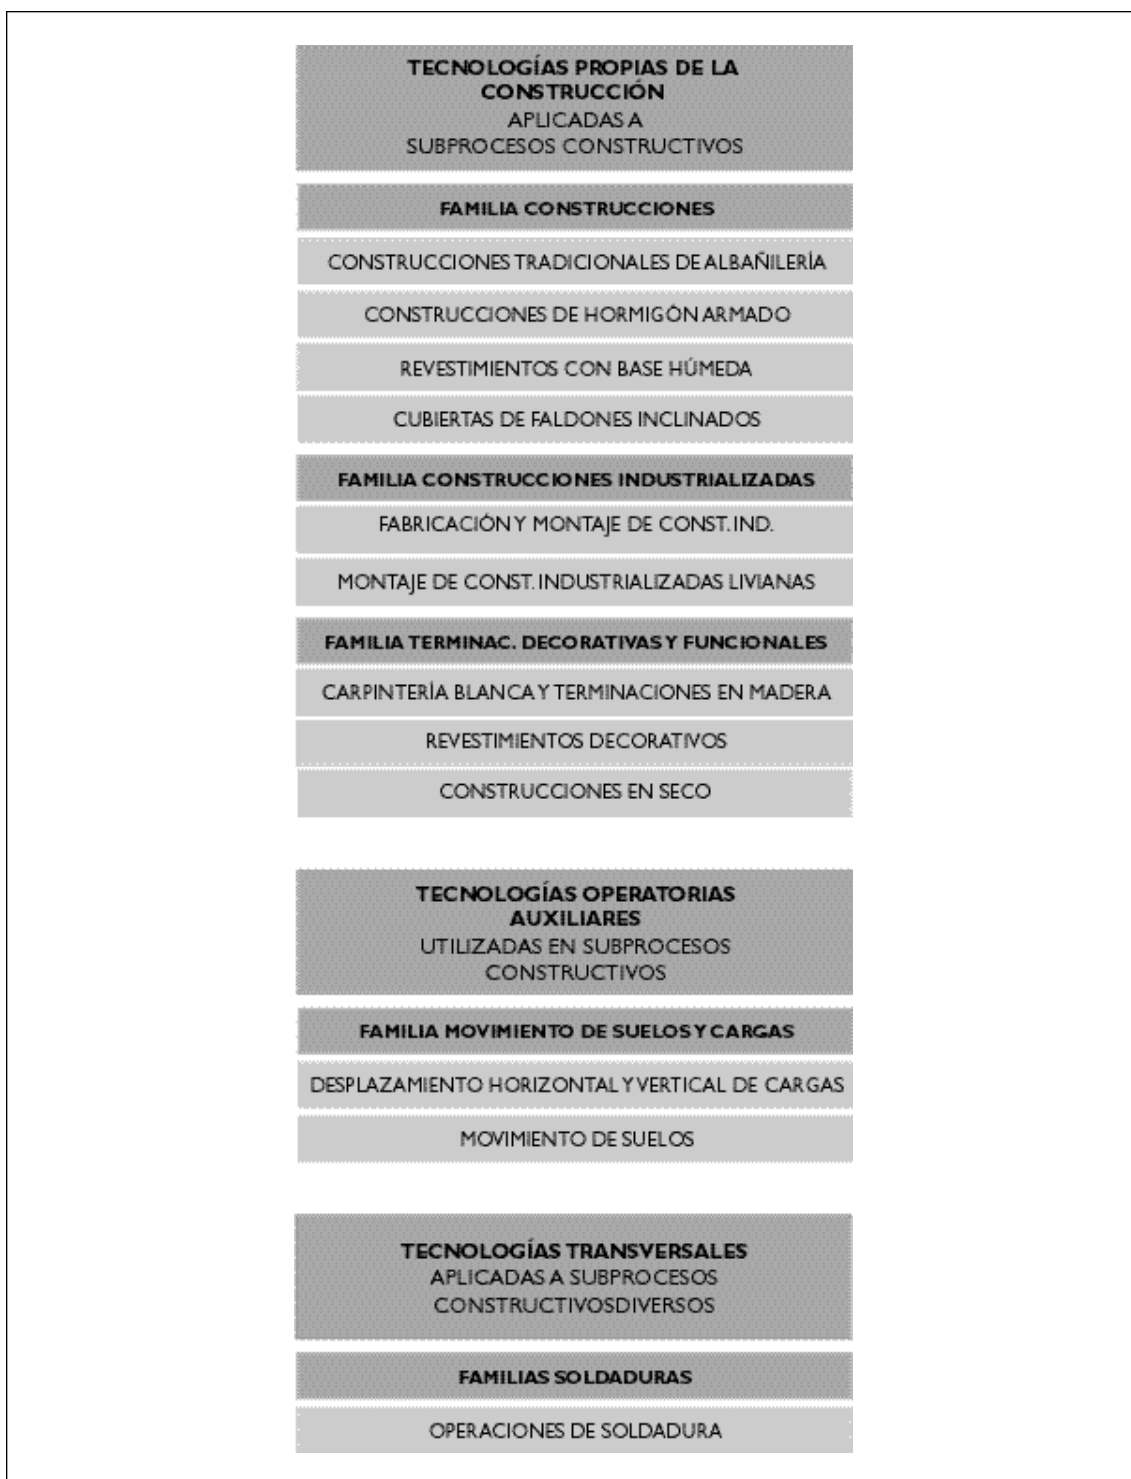 TECNOLOGÍAS PROPIAS DE LA
CONSTRUCCIÓN
APLICADAS A
SUBPROCESOS CONSTRUCTIVOS
FAMILIA CONSTRUCCIONES
CONSTRUCCIONES TRADICIONALES DE ALBAÑILERÍA
CONSTRUCCIONES DE HORMIGÓN ARMADO
REVESTIMIENTOS CON BASE HÚMEDA
CUBIERTAS DE FALDONES INCLINADOS
FAMILIA CONSTRUCCIONES INDUSTRIALIZADAS
FABRICACIÓN Y MONTAJE DE CONST. IND.
MONTAJE DE CONST. INDUSTRIALIZADAS LIVIANAS
FAMILIA TERMINAC. DECORATIVAS Y FUNCIONALES
CARPINTERÍA BLANCA Y TERMINACIONES EN MADERA
REVESTIMIENTOS DECORATIVOS
CONSTRUCCIONES EN SECO
TECNOLOGÍAS OPERATORIAS
AUXILIARES
UTILIZADAS EN SUBPROCESOS
CONSTRUCTIVOS
FAMILIA MOVIMIENTO DE SUELOS Y CARGAS
DESPLAZAMIENTO HORIZONTAL Y VERTICAL DE CARGAS
MOVIMIENTO DE SUELOS
TECNOLOGÍAS TRANSVERSALES
APLICADAS A SUBPROCESOS
CONSTRUCTIVOSDIVERSOS
FAMILIAS SOLDADURAS
OPERACIONES DE SOLDADURA